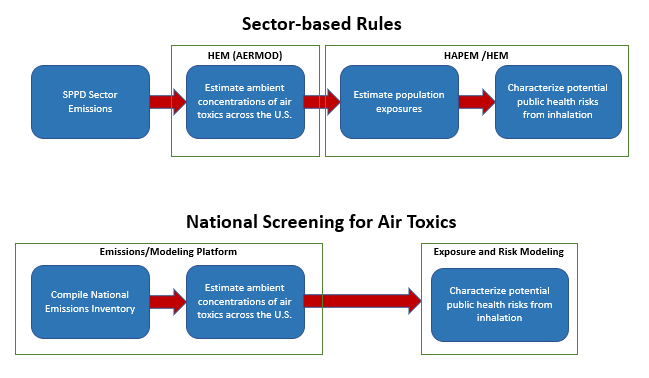 Sector-based Rules
HEM (AERMOD)
HAPEM /HEM
SPPD Sector
Emissions
Estimate ambient
concentrations of air
toxics across the U.S.
Estimate population
exposures
Characterize potential
public health risks
from inhalation
National Screening for Air Toxics
Emissions/Modeling Platform
Exposure and Risk Modeling
Compile National
Emissions Inventory
Estimate ambient
concentrations of air
toxics across the U.S.
Characterize potential
public health risks from
inhalation